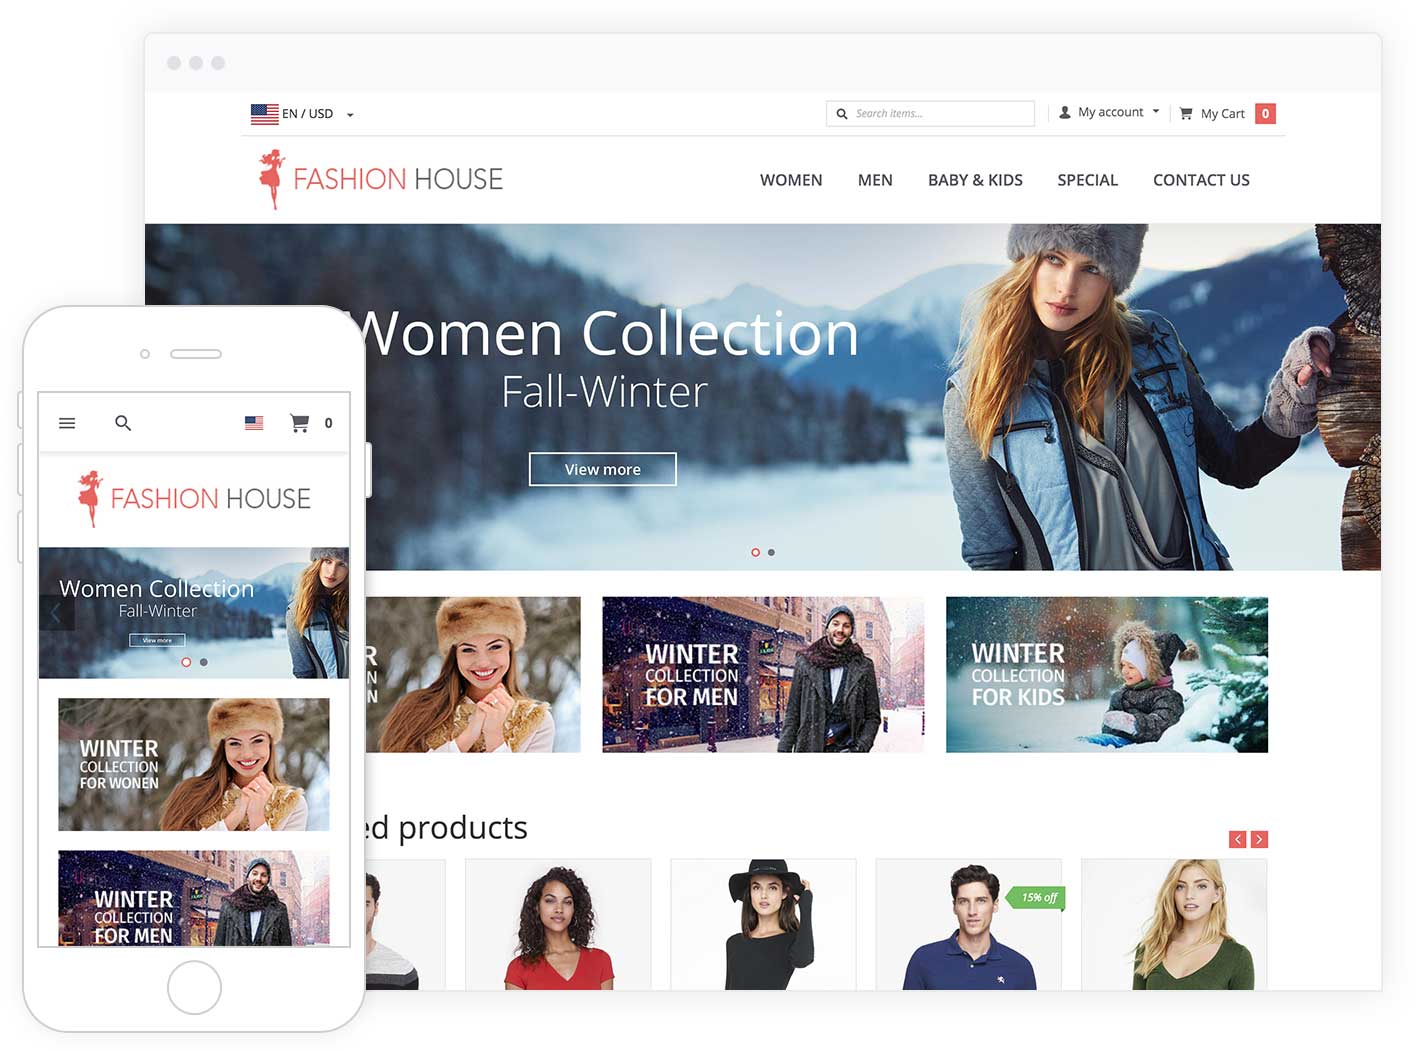 EN / USD
Search items...
My account
My Cart 0
FASHION HOUSE
WOMEN MEN BABY & KIDS SPECIAL CONTACT US
Women Collection
Fall-Winter
View more
WINTER
COLLECTION
FOR MEN
WINTER
COLLECTION
FOR KIDS
products
15% off
0
FASHION HOUSE
Women Collection
Fall-Winter
View more
WINTER
COLLECTION
FOR WONEN
WINTER
COLLECTION
FOR MEN